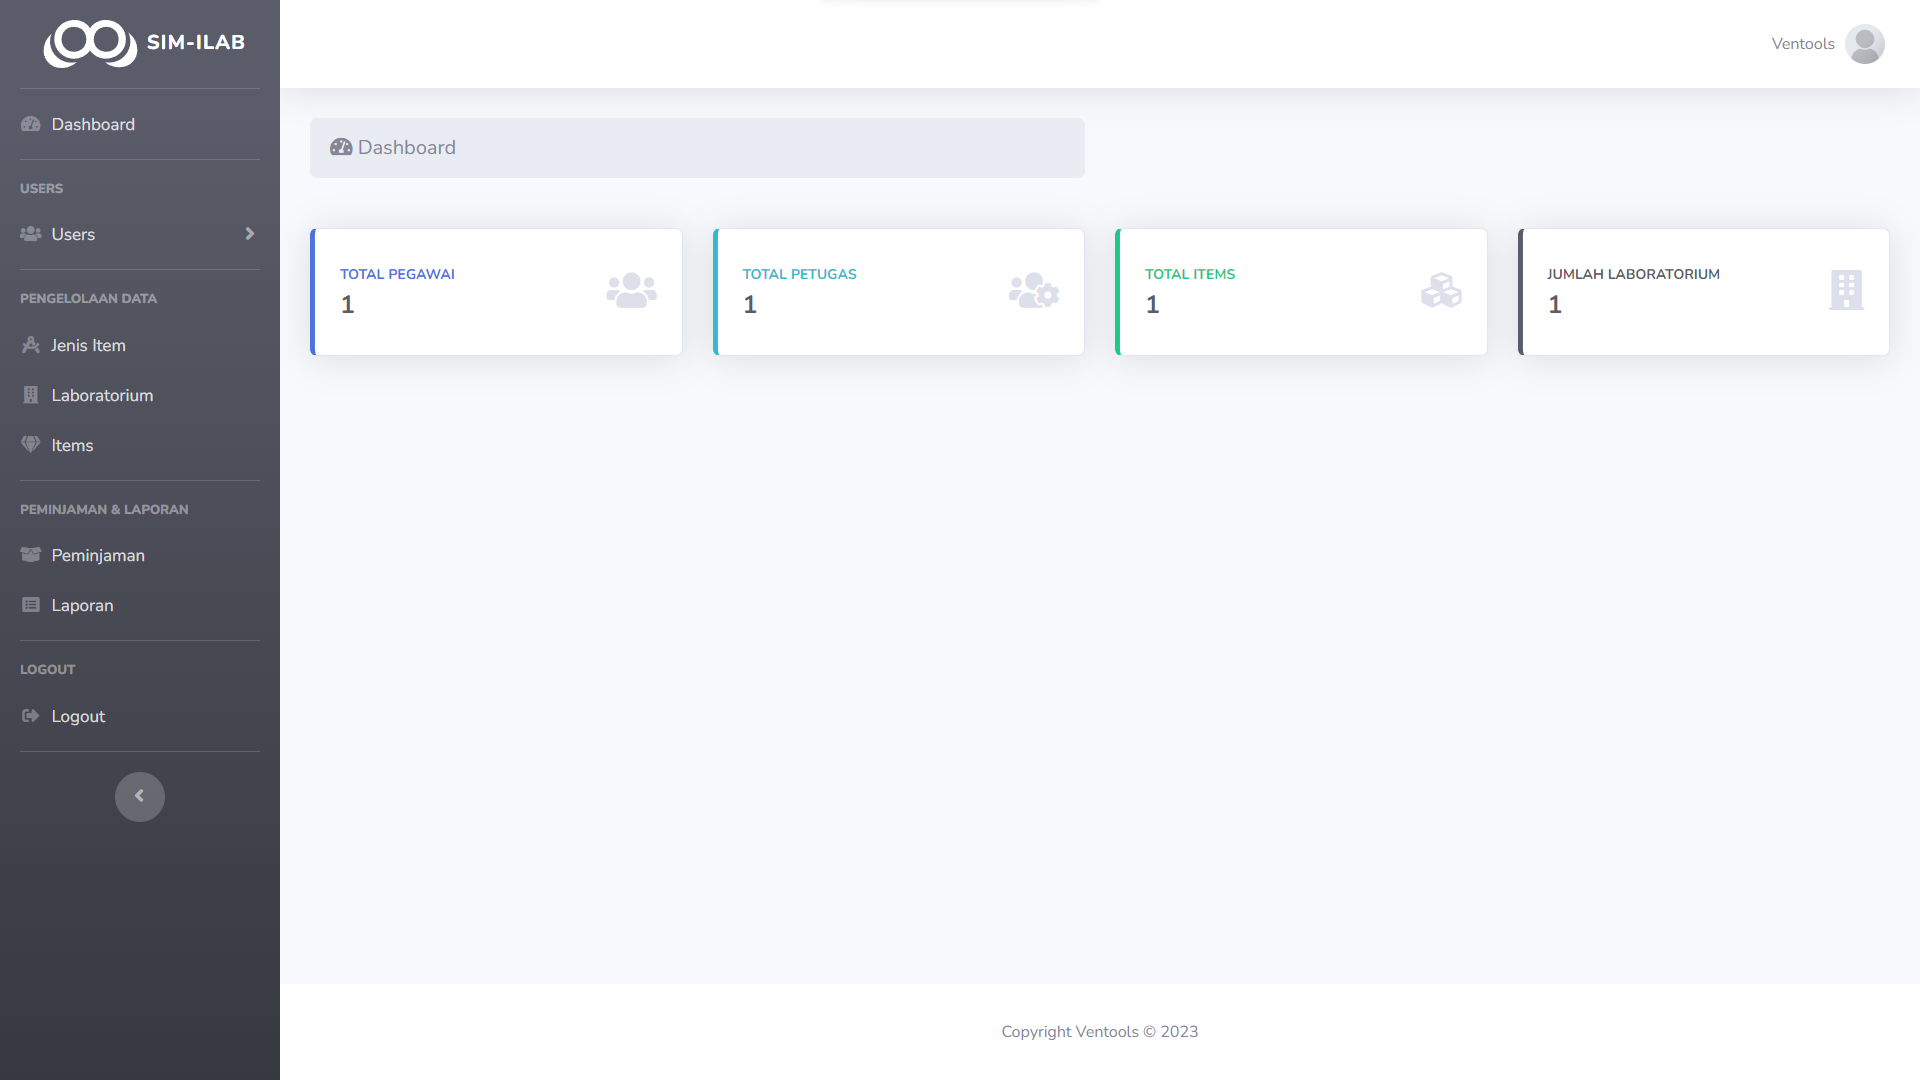 SIM-ILAB
Dashboard
USERS
Users
PENGELOLAAN DATA
Jenis Item
Laboratorium
Items
PEMINJAMAN & LAPORAN
Peminjaman
Laporan
LOGOUT
Logout
Ventools
Dashboard
TOTAL PEGAWAI
1
TOTAL PETUGAS
1
TOTAL ITEMS
1
JUMLAH LABORATORIUM
1
Copyright Ventools © 2023